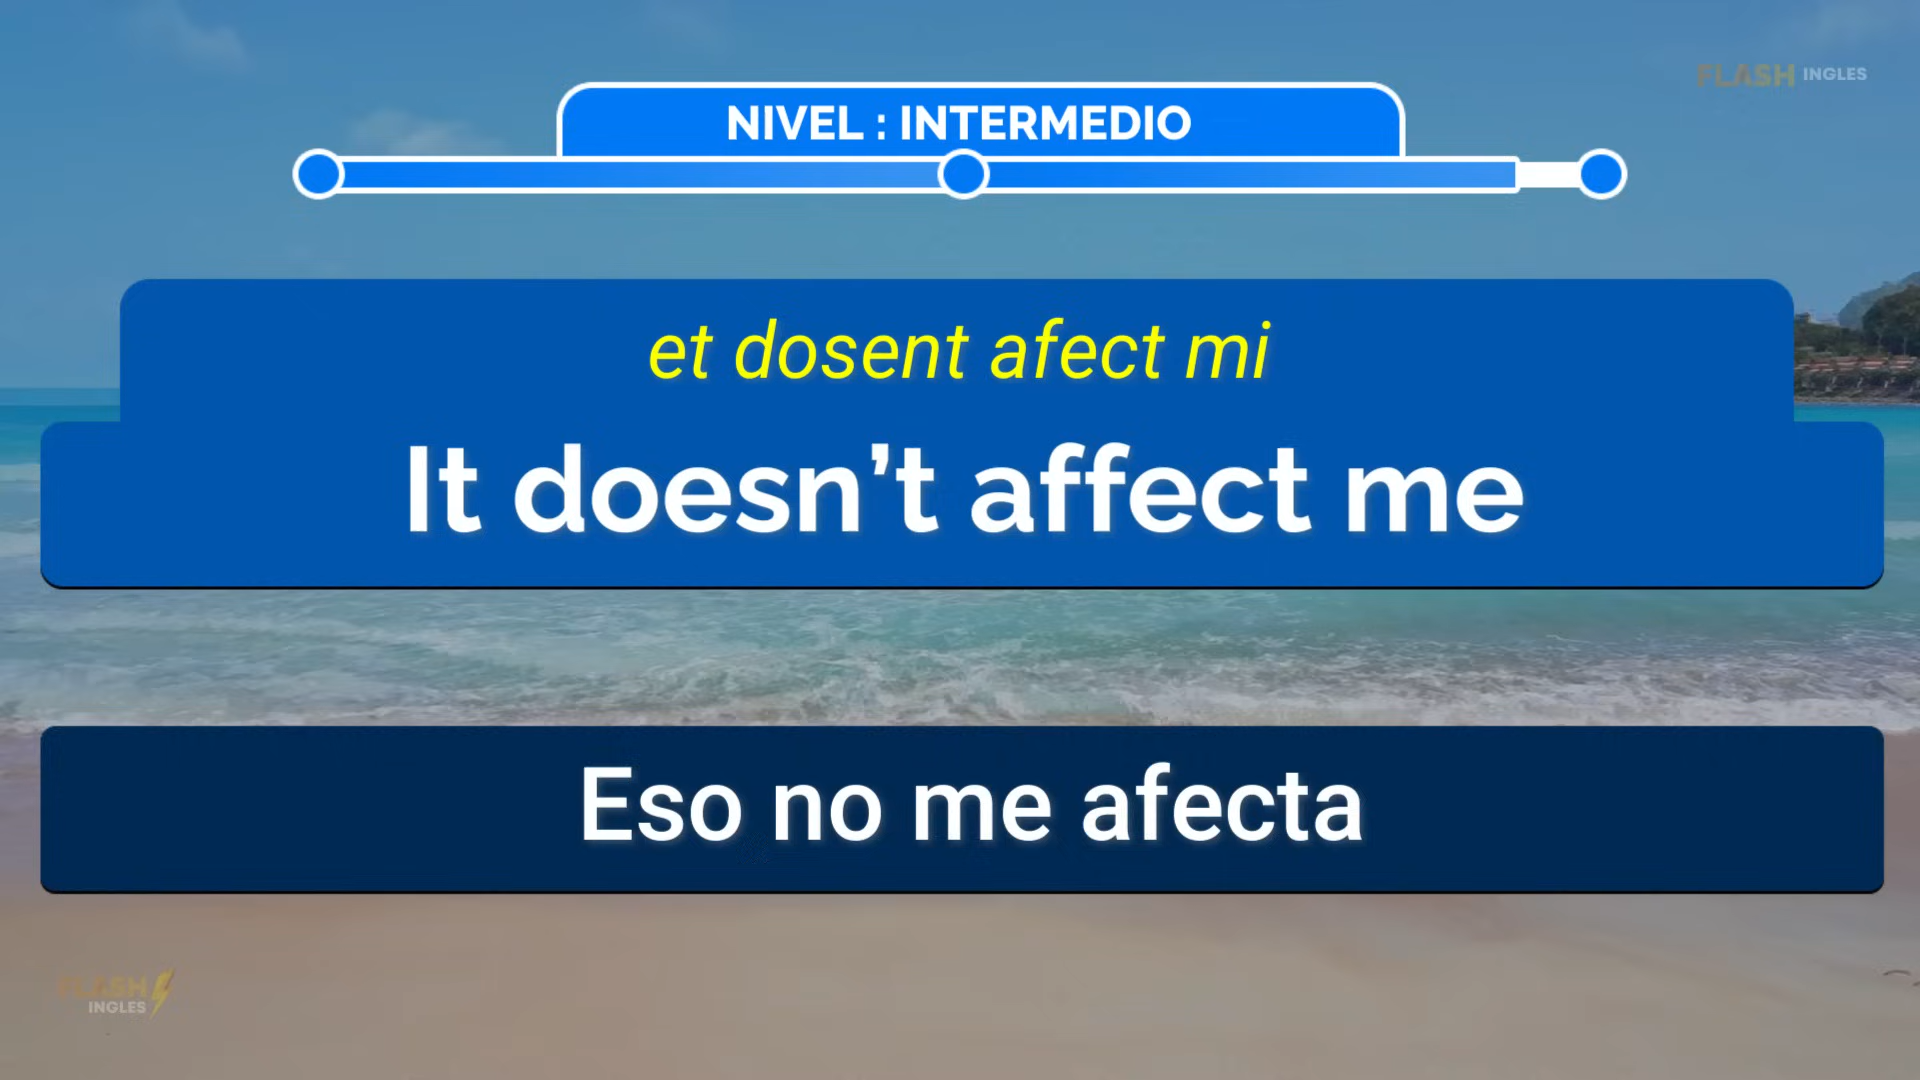 FLASH INGLES
NIVEL : INTERMEDIO
et dosent afect mi
It doesn’t affect me
Eso no me afecta
FLASH
INGLES